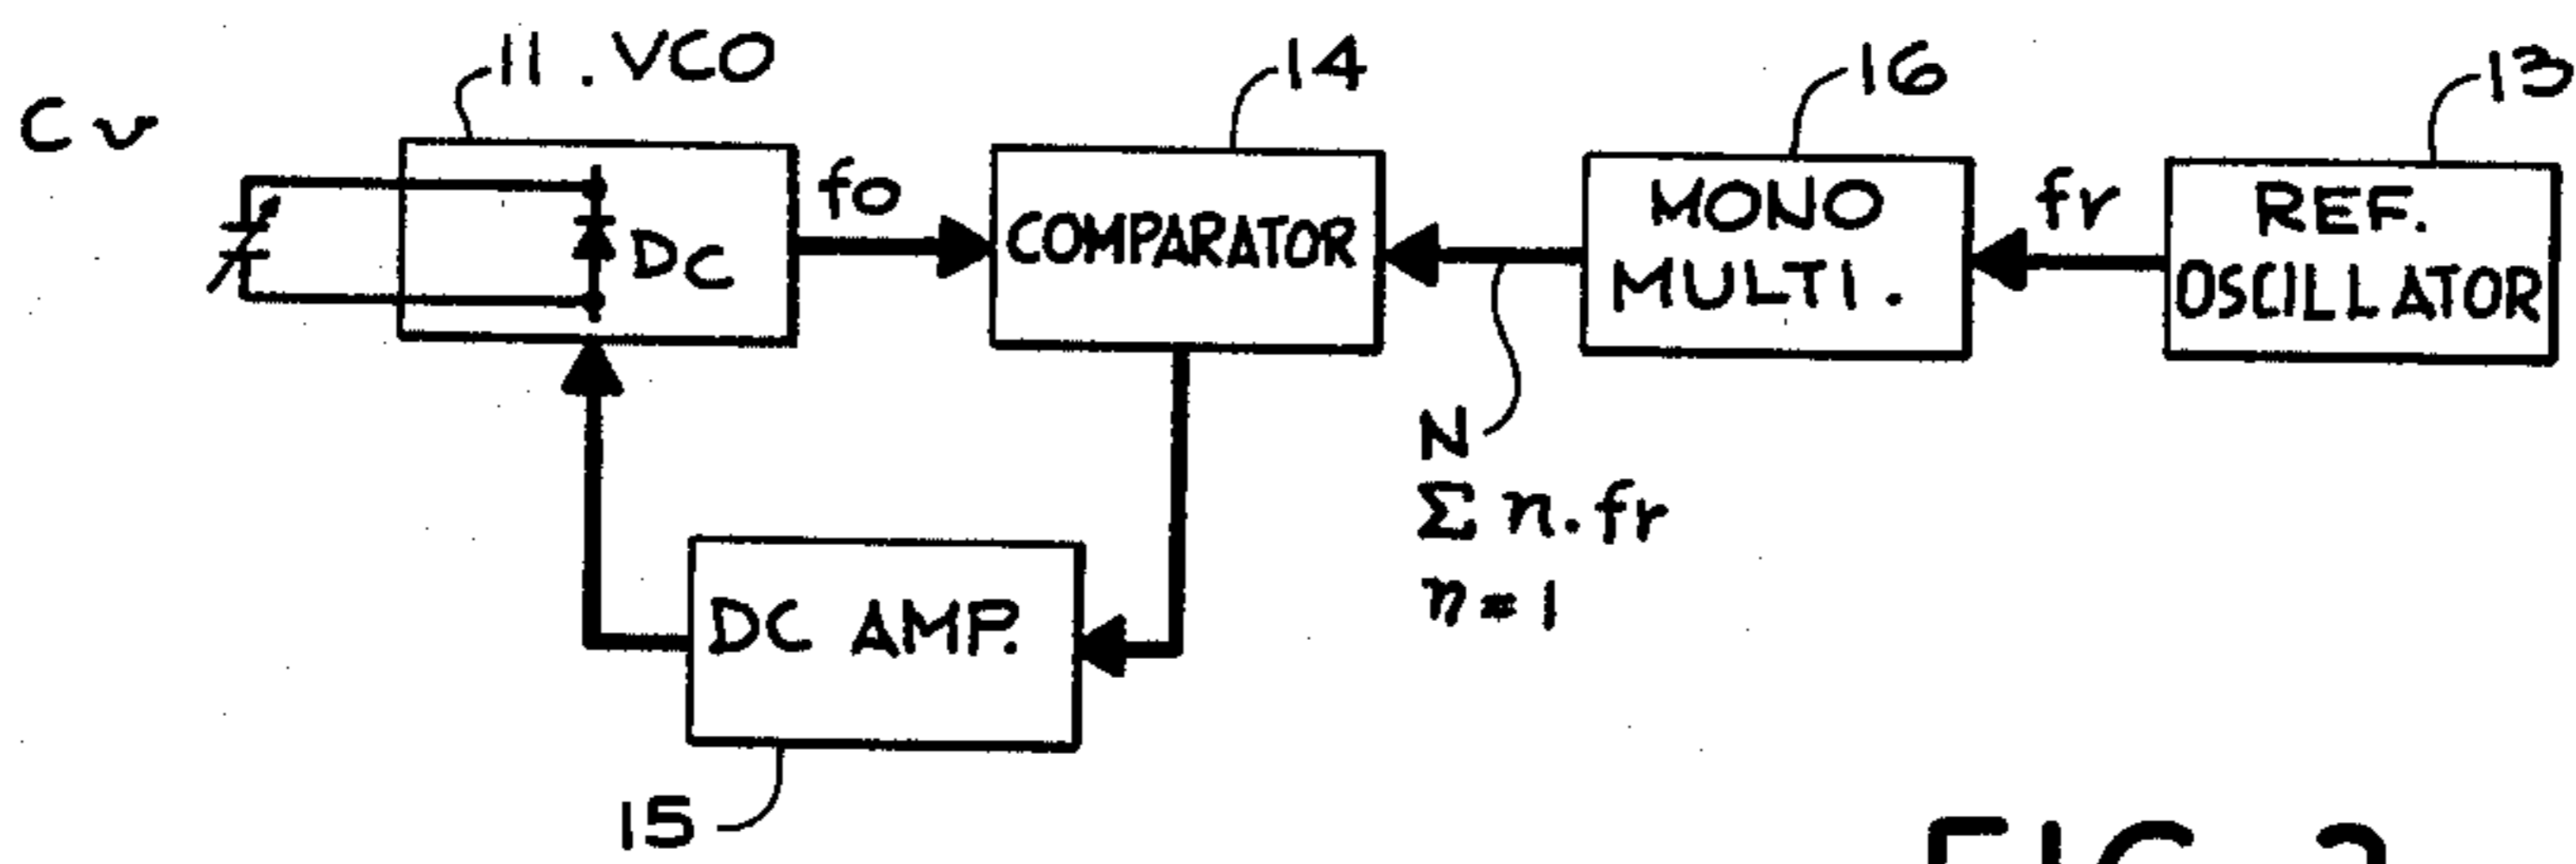 11 . VCO
14
16
13
Cv
fo
DC
COMPARATOR
MONO
MULTI.
fr
REF.
OSCILLATOR
N
Σ n.fr
n=1
DC AMP.
15